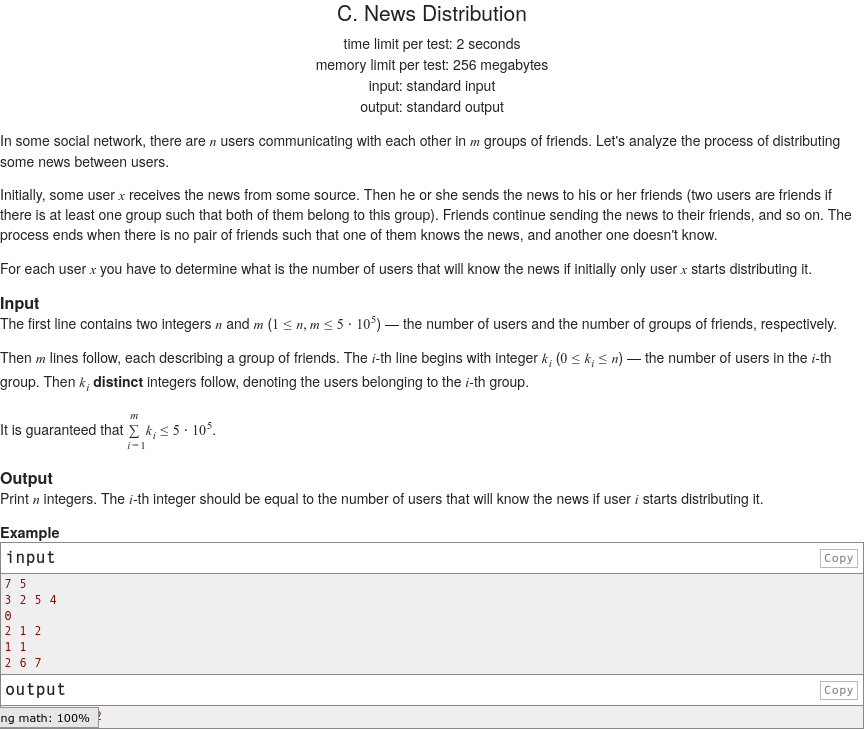 C. News Distribution
time limit per test: 2 seconds
memory limit per test: 256 megabytes
input: standard input
output: standard output
In some social network, there are n users communicating with each other in m groups of friends. Let's analyze the process of distributing
some news between users.
Initially, some user x receives the news from some source. Then he or she sends the news to his or her friends (two users are friends if
there is at least one group such that both of them belong to this group). Friends continue sending the news to their friends, and so on. The
process ends when there is no pair of friends such that one of them knows the news, and another one doesn't know.
For each user x you have to determine what is the number of users that will know the news if initially only user x starts distributing it.
Input
The first line contains two integers n and m (1 ≤ n, m ≤ 5 · 10^5) — the number of users and the number of groups of friends, respectively.
Then m lines follow, each describing a group of friends. The i-th line begins with integer k_i (0 ≤ k_i ≤ n) — the number of users in the i-th
group. Then k_i distinct integers follow, denoting the users belonging to the i-th group.
It is guaranteed that \sum_{i=1}^{m} k_i ≤ 5 · 10^5.
Output
Print n integers. The i-th integer should be equal to the number of users that will know the news if user i starts distributing it.
Example
input
Copy
7 5
3 2 5 4
0
2 1 2
1 1
2 6 7
output
Copy
ng math: 100%